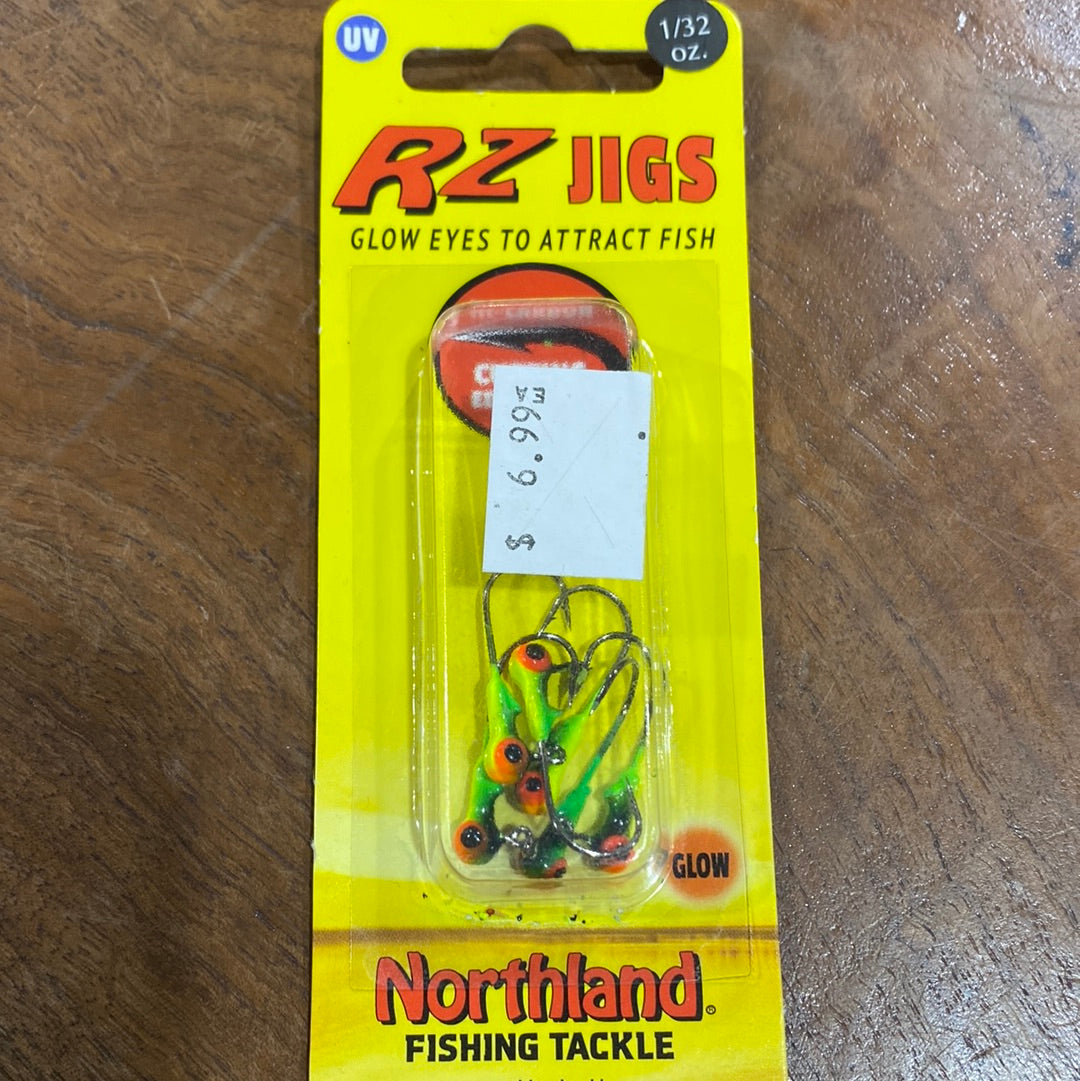 UV
1/32
oz.
RZ JIGS
GLOW EYES TO ATTRACT FISH
$ 6.99 EA
GLOW
Northland®
FISHING TACKLE